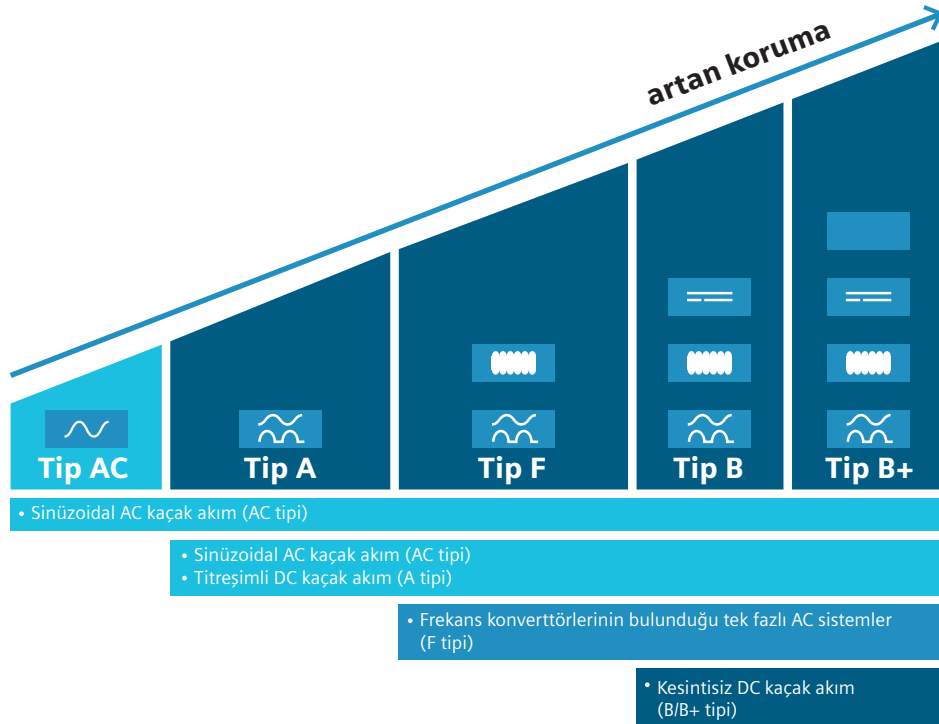 artan koruma
Tip AC
Tip A
Tip F
Tip B
Tip B+
• Sinüzoidal AC kaçak akım (AC tipi)
• Sinüzoidal AC kaçak akım (AC tipi)
• Titreşimli DC kaçak akım (A tipi)
• Frekans konverttörlerinin bulunduğu tek fazlı AC sistemler
(F tipi)
• Kesintisiz DC kaçak akım
(B/B+ tipi)